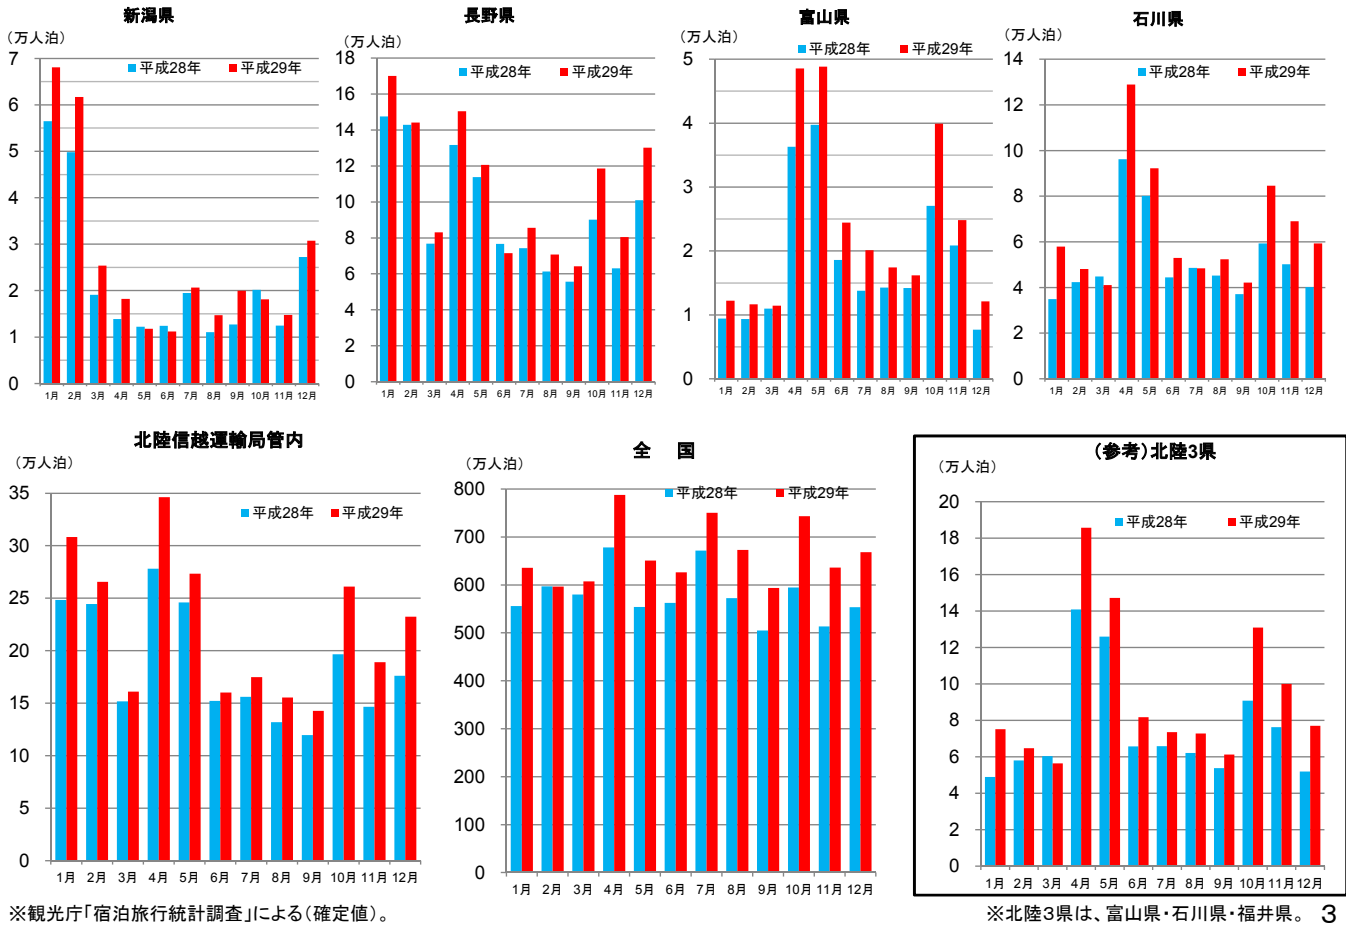 新潟県
（万人泊）
平成28年 平成29年
7
6
5
4
3
2
1
0
1月 2月 3月 4月 5月 6月 7月 8月 9月 10月 11月 12月
長野県
（万人泊）
平成28年 平成29年
18
16
14
12
10
8
6
4
2
0
1月 2月 3月 4月 5月 6月 7月 8月 9月 10月 11月 12月
富山県
（万人泊）
平成28年 平成29年
5
4
3
2
1
0
1月 2月 3月 4月 5月 6月 7月 8月 9月 10月 11月 12月
石川県
（万人泊）
平成28年 平成29年
14
12
10
8
6
4
2
0
1月 2月 3月 4月 5月 6月 7月 8月 9月 10月 11月 12月
北陸信越運輸局管内
（万人泊）
平成28年 平成29年
35
30
25
20
15
10
5
0
1月 2月 3月 4月 5月 6月 7月 8月 9月 10月 11月 12月
全　国
（万人泊）
平成28年 平成29年
800
700
600
500
400
300
200
100
0
1月 2月 3月 4月 5月 6月 7月 8月 9月 10月 11月 12月
（参考）北陸3県
（万人泊）
平成28年 平成29年
20
18
16
14
12
10
8
6
4
2
0
1月 2月 3月 4月 5月 6月 7月 8月 9月 10月 11月 12月
※観光庁「宿泊旅行統計調査」による（確定値）。
※北陸３県は、富山県・石川県・福井県。 3